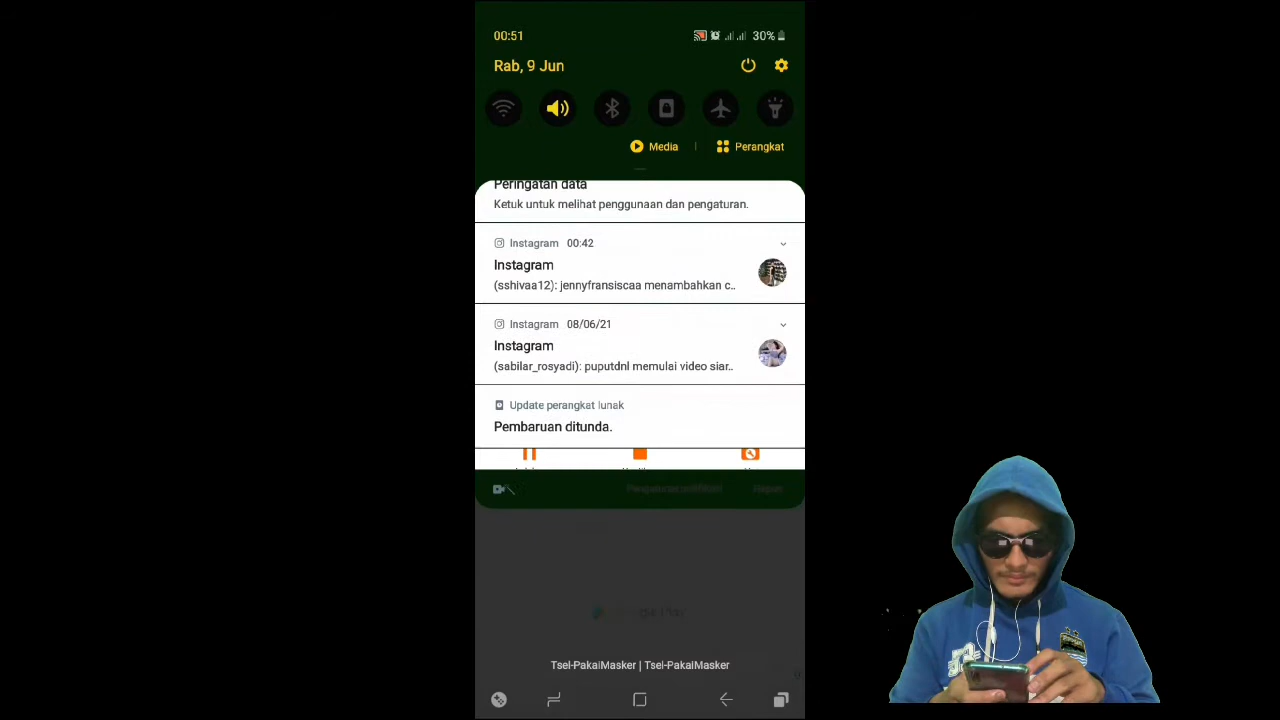 00:51
30%
Rab, 9 Jun
Media
Perangkat
Peringatan data
Ketuk untuk melihat penggunaan dan pengaturan.
Instagram 00:42
Instagram
(sshivaa12): jennyfransiscaa menambahkan c..
Instagram 08/06/21
Instagram
(sabilar_rosyadi): puputdnl memulai video siar..
Update perangkat lunak
Pembaruan ditunda.
Tsel-PakaiMasker | Tsel-PakaiMasker